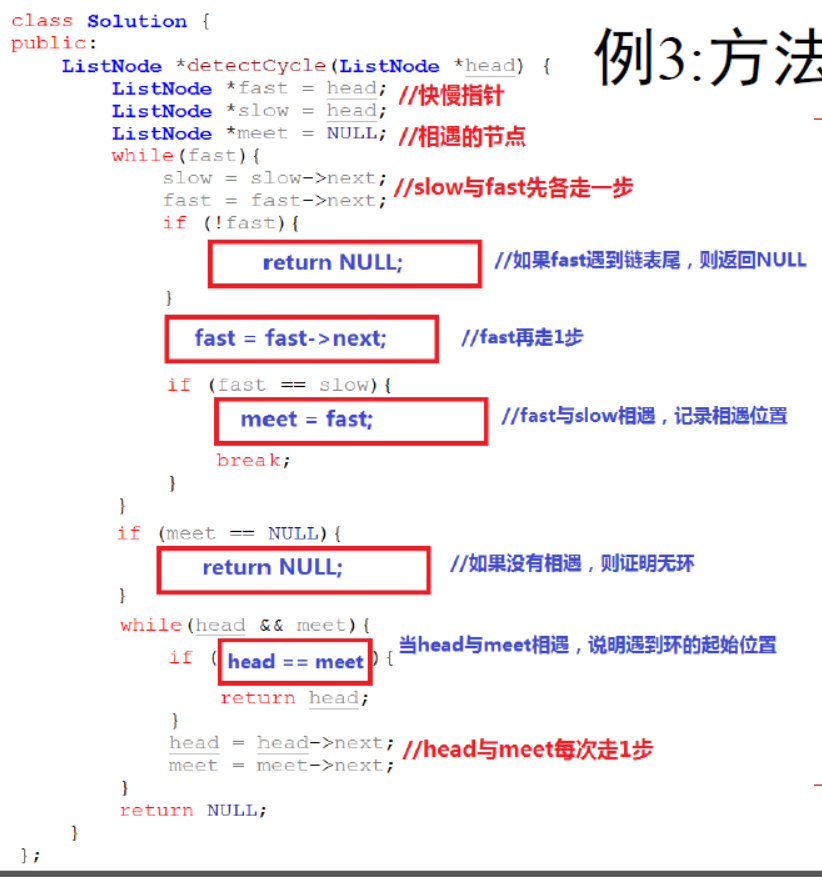 class Solution {
例3:方法
public:
ListNode *detectCycle(ListNode *head) {
ListNode *fast = head; //快慢指针
ListNode *slow = head;
ListNode *meet = NULL; //相遇的节点
while(fast){
slow = slow->next; //slow与fast先各走一步
fast = fast->next;
if (!fast){
return NULL; //如果fast遇到链表尾，则返回NULL
}
fast = fast->next; //fast再走1步
if (fast == slow){
meet = fast; //fast与slow相遇，记录相遇位置
break;
}
}
if (meet == NULL){
return NULL; //如果没有相遇，则证明无环
}
while(head && meet){
if (head == meet){ 当head与meet相遇，说明遇到环的起始位置
return head;
}
head = head->next; //head与meet每次走1步
meet = meet->next;
}
return NULL;
}
};